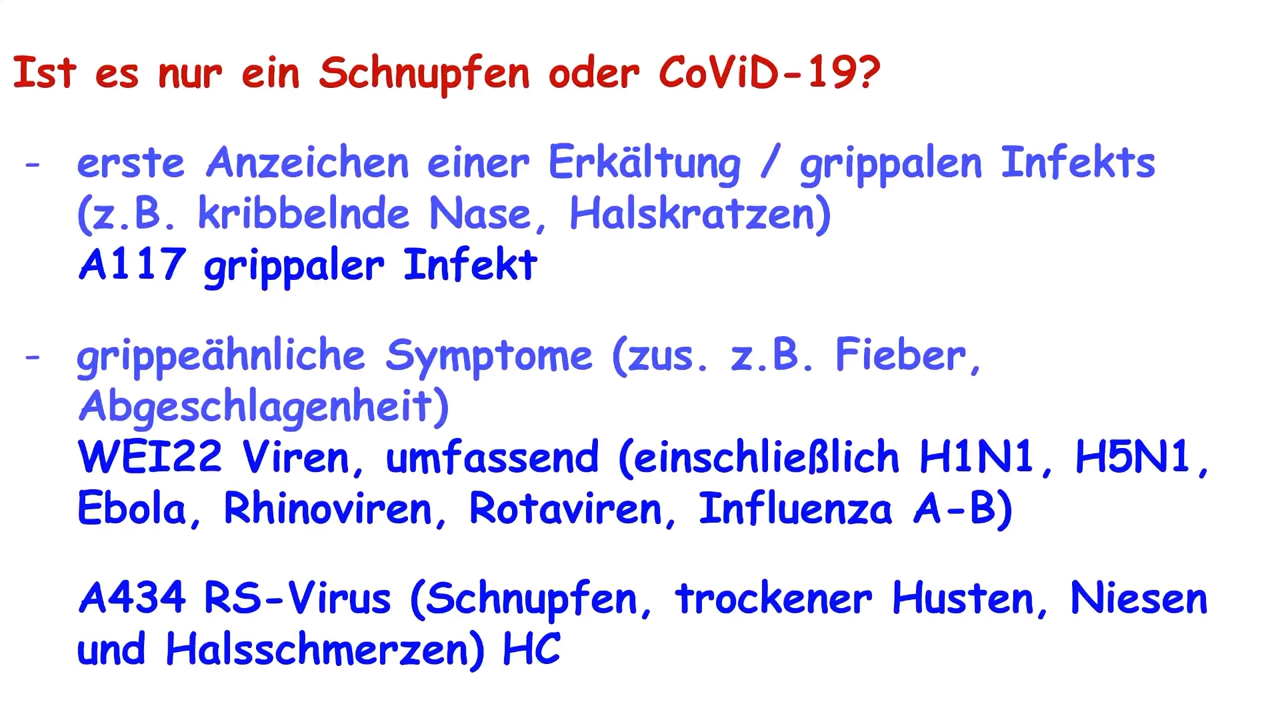 Ist es nur ein Schnupfen oder CoViD-19?
- erste Anzeichen einer Erkältung / grippalen Infekts
(z.B. kribbelnde Nase, Halskratzen)
A117 grippaler Infekt
- grippeähnliche Symptome (zus. z.B. Fieber,
Abgeschlagenheit)
WEI22 Viren, umfassend (einschließlich H1N1, H5N1,
Ebola, Rhinoviren, Rotaviren, Influenza A-B)
A434 RS-Virus (Schnupfen, trockener Husten, Niesen
und Halsschmerzen) HC